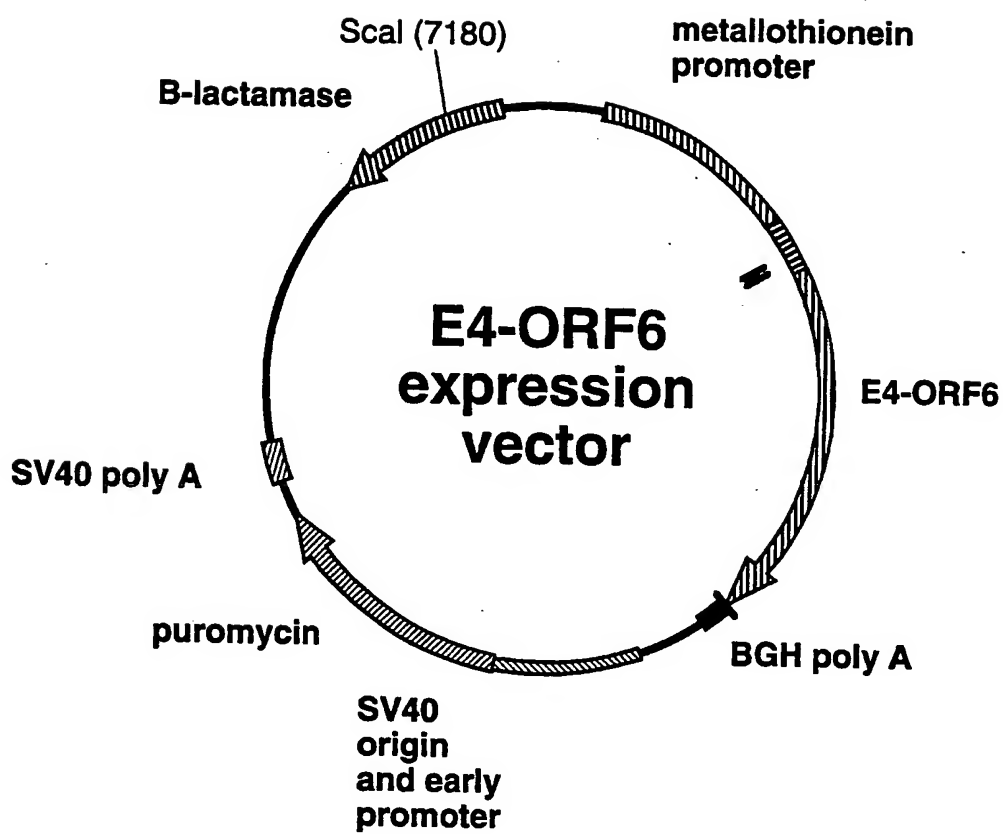 ScaI (7180)
metallothionein
promoter
B-lactamase
E4-ORF6
expression
vector
E4-ORF6
SV40 poly A
puromycin
BGH poly A
SV40
origin
and early
promoter